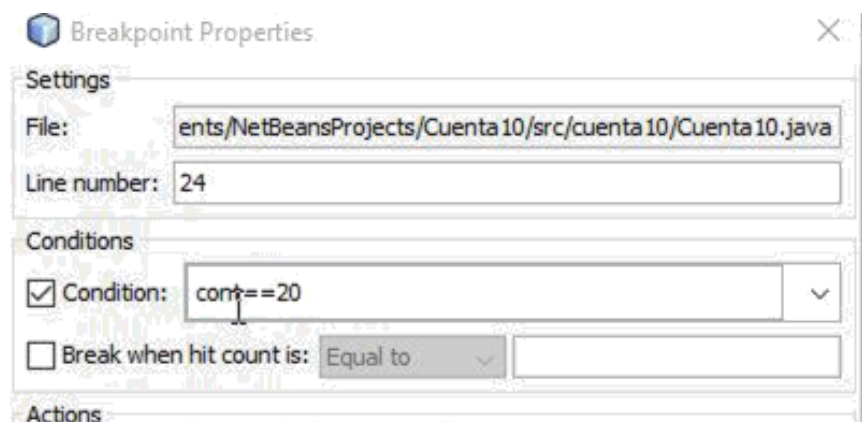 Breakpoint Properties
Settings
File: ents/NetBeansProjects/Cuenta10/src/cuenta10/Cuenta10.java
Line number: 24
Conditions
Condition: cont==20
Break when hit count is: Equal to
Actions